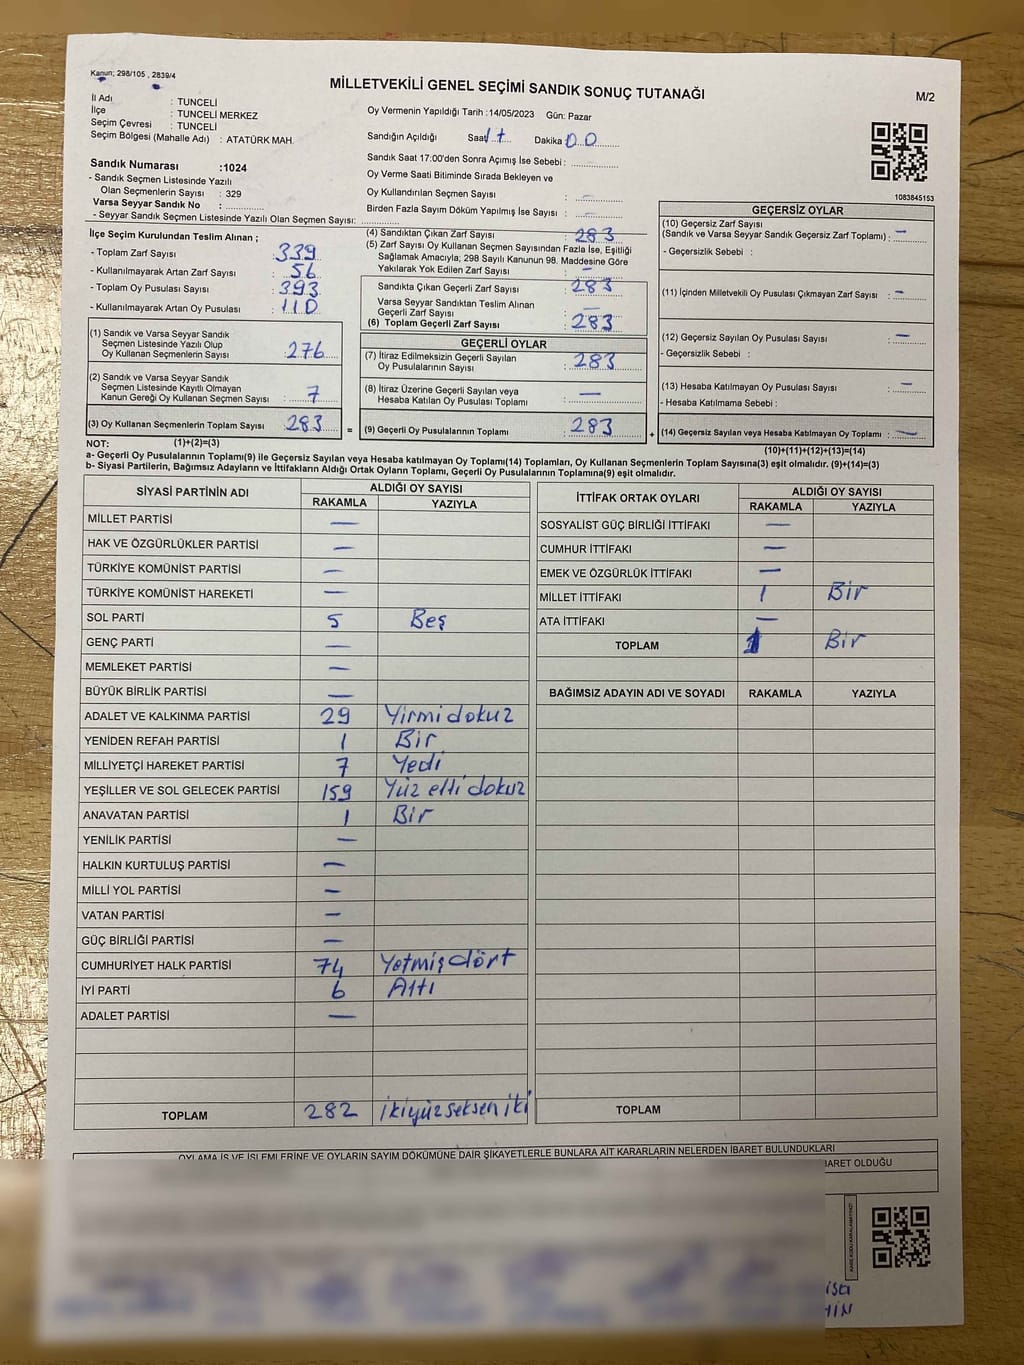 Kanun; 298/105 , 2839/4
MİLLETVEKİLİ GENEL SEÇİMİ SANDIK SONUÇ TUTANAĞI
M/2
İl Adı : TUNCELİ
İlçe : TUNCELİ MERKEZ
Seçim Çevresi : TUNCELİ
Seçim Bölgesi (Mahalle Adı) : ATATÜRK MAH.
Oy Vermenin Yapıldığı Tarih :14/05/2023 Gün: Pazar
Sandığın Açıldığı Saat 17 Dakika 00
Sandık Saat 17:00'den Sonra Açımış İse Sebebi :
Oy Verme Saati Bitiminde Sırada Bekleyen ve
Oy Kullandırılan Seçmen Sayısı : —
Birden Fazla Sayım Döküm Yapılmış İse Sayısı : —
Sandık Numarası :1024
- Sandık Seçmen Listesinde Yazılı
Olan Seçmenlerin Sayısı : 329
Varsa Seyyar Sandık No :
- Seyyar Sandık Seçmen Listesinde Yazılı Olan Seçmen Sayısı:
1083845153
İlçe Seçim Kurulundan Teslim Alınan ;
- Toplam Zarf Sayısı : 339
- Kullanılmayarak Artan Zarf Sayısı : 56
- Toplam Oy Pusulası Sayısı : 393
- Kullanılmayarak Artan Oy Pusulası : 110
(1) Sandık ve Varsa Seyyar Sandık
Seçmen Listesinde Yazılı Olup
Oy Kullanan Seçmenlerin Sayısı : 276
(2) Sandık ve Varsa Seyyar Sandık
Seçmen Listesinde Kayıtlı Olmayan
Kanun Gereği Oy Kullanan Seçmen Sayısı : 7
(3) Oy Kullanan Seçmenlerin Toplam Sayısı : 283 =
(4) Sandıktan Çıkan Zarf Sayısı : 283
(5) Zarf Sayısı Oy Kullanan Seçmen Sayısından Fazla İse, Eşitliği
Sağlamak Amacıyla; 298 Sayılı Kanunun 98. Maddesine Göre
Yakılarak Yok Edilen Zarf Sayısı : —
Sandıkta Çıkan Geçerli Zarf Sayısı : 283
Varsa Seyyar Sandıktan Teslim Alınan
Geçerli Zarf Sayısı : —
(6) Toplam Geçerli Zarf Sayısı : 283
GEÇERLİ OYLAR
(7) İtiraz Edilmeksizin Geçerli Sayılan
Oy Pusulalarının Sayısı : 283
(8) İtiraz Üzerine Geçerli Sayılan veya
Hesaba Katılan Oy Pusulası Toplamı : —
(9) Geçerli Oy Pusulalarının Toplamı : 283 +
GEÇERSİZ OYLAR
(10) Geçersiz Zarf Sayısı
(Sandık ve Varsa Seyyar Sandık Geçersiz Zarf Toplamı) : —
- Geçersizlik Sebebi :
(11) İçinden Milletvekili Oy Pusulası Çıkmayan Zarf Sayısı : —
(12) Geçersiz Sayılan Oy Pusulası Sayısı : —
- Geçersizlik Sebebi :
(13) Hesaba Katılmayan Oy Pusulası Sayısı : —
- Hesaba Katılmama Sebebi :
(14) Geçersiz Sayılan veya Hesaba Katılmayan Oy Toplamı : —
NOT: (1)+(2)=(3) (10)+(11)+(12)+(13)=(14)
a- Geçerli Oy Pusulalarının Toplamı(9) ile Geçersiz Sayılan veya Hesaba katılmayan Oy Toplamı(14) Toplamları, Oy Kullanan Seçmenlerin Toplam Sayısına(3) eşit olmalıdır. (9)+(14)=(3)
b- Siyasi Partilerin, Bağımsız Adayların ve İttifakların Aldığı Ortak Oyların Toplamı, Geçerli Oy Pusulalarının Toplamına(9) eşit olmalıdır.
SİYASİ PARTİNİN ADI ALDIĞI OY SAYISI
RAKAMLA YAZIYLA
MİLLET PARTİSİ —
HAK VE ÖZGÜRLÜKLER PARTİSİ —
TÜRKİYE KOMÜNİST PARTİSİ —
TÜRKİYE KOMÜNİST HAREKETİ —
SOL PARTİ 5 Beş
GENÇ PARTİ —
MEMLEKET PARTİSİ —
BÜYÜK BİRLİK PARTİSİ —
ADALET VE KALKINMA PARTİSİ 29 Yirmidokuz
YENİDEN REFAH PARTİSİ 1 Bir
MİLLİYETÇİ HAREKET PARTİSİ 7 Yedi
YEŞİLLER VE SOL GELECEK PARTİSİ 159 Yüz elli dokuz
ANAVATAN PARTİSİ 1 Bir
YENİLİK PARTİSİ —
HALKIN KURTULUŞ PARTİSİ —
MİLLİ YOL PARTİSİ —
VATAN PARTİSİ —
GÜÇ BİRLİĞİ PARTİSİ —
CUMHURİYET HALK PARTİSİ 74 Yetmişdört
İYİ PARTİ 6 Altı
ADALET PARTİSİ —
TOPLAM 282 ikiyüzseksen iki
İTTİFAK ORTAK OYLARI ALDIĞI OY SAYISI
RAKAMLA YAZIYLA
SOSYALİST GÜÇ BİRLİĞİ İTTİFAKI —
CUMHUR İTTİFAKI —
EMEK VE ÖZGÜRLÜK İTTİFAKI —
MİLLET İTTİFAKI 1 Bir
ATA İTTİFAKI —
TOPLAM 1 Bir
BAĞIMSIZ ADAYIN ADI VE SOYADI RAKAMLA YAZIYLA
TOPLAM
OYLAMA İŞ VE İŞLEMLERİNE VE OYLARIN SAYIM DÖKÜMÜNE DAİR ŞİKAYETLERLE BUNLARA AİT KARARLARIN NELERDEN İBARET BULUNDUKLARI
BARET OLDUĞU